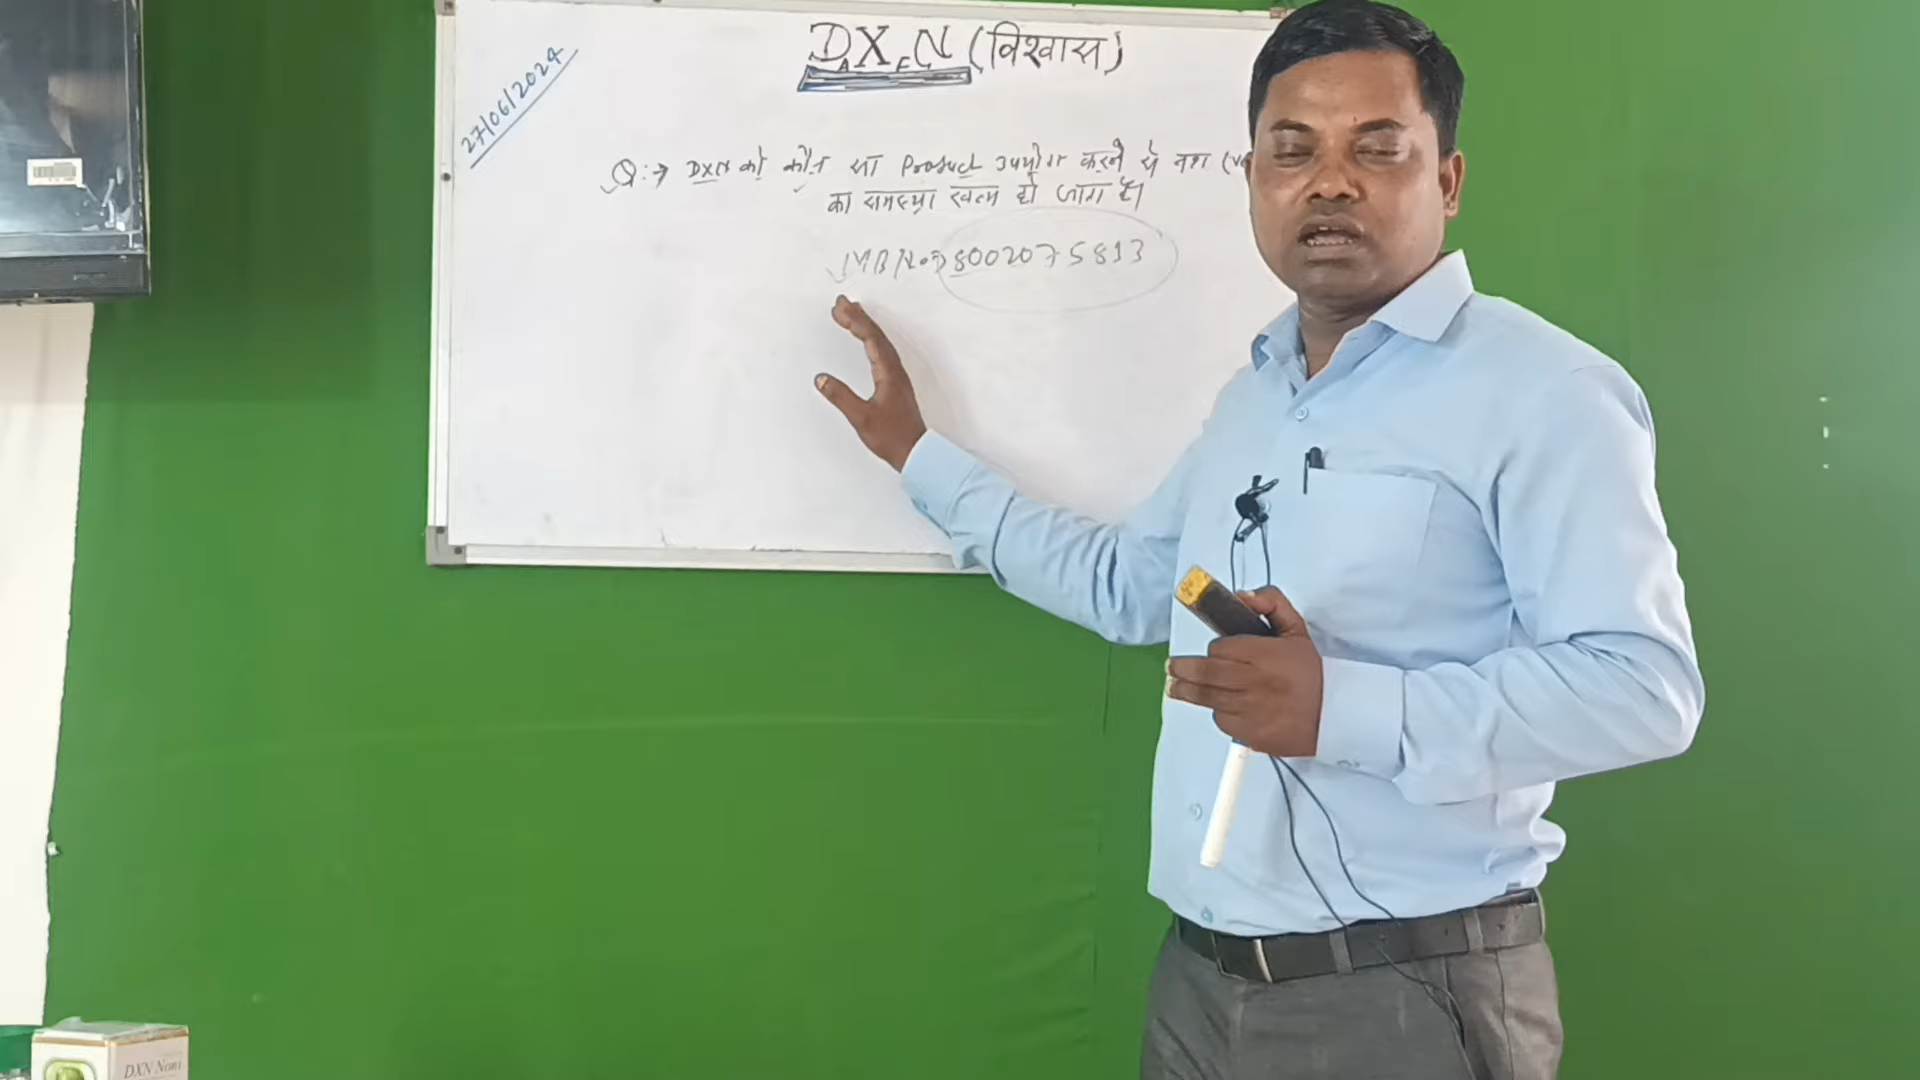 27/06/2024
DXN (विश्वास)
Q:→ DXN को कौन सा Product उपयोग करने से नशा
का समस्या खत्म हो जाता है।
MB No→ 8002075813
DXN Noni